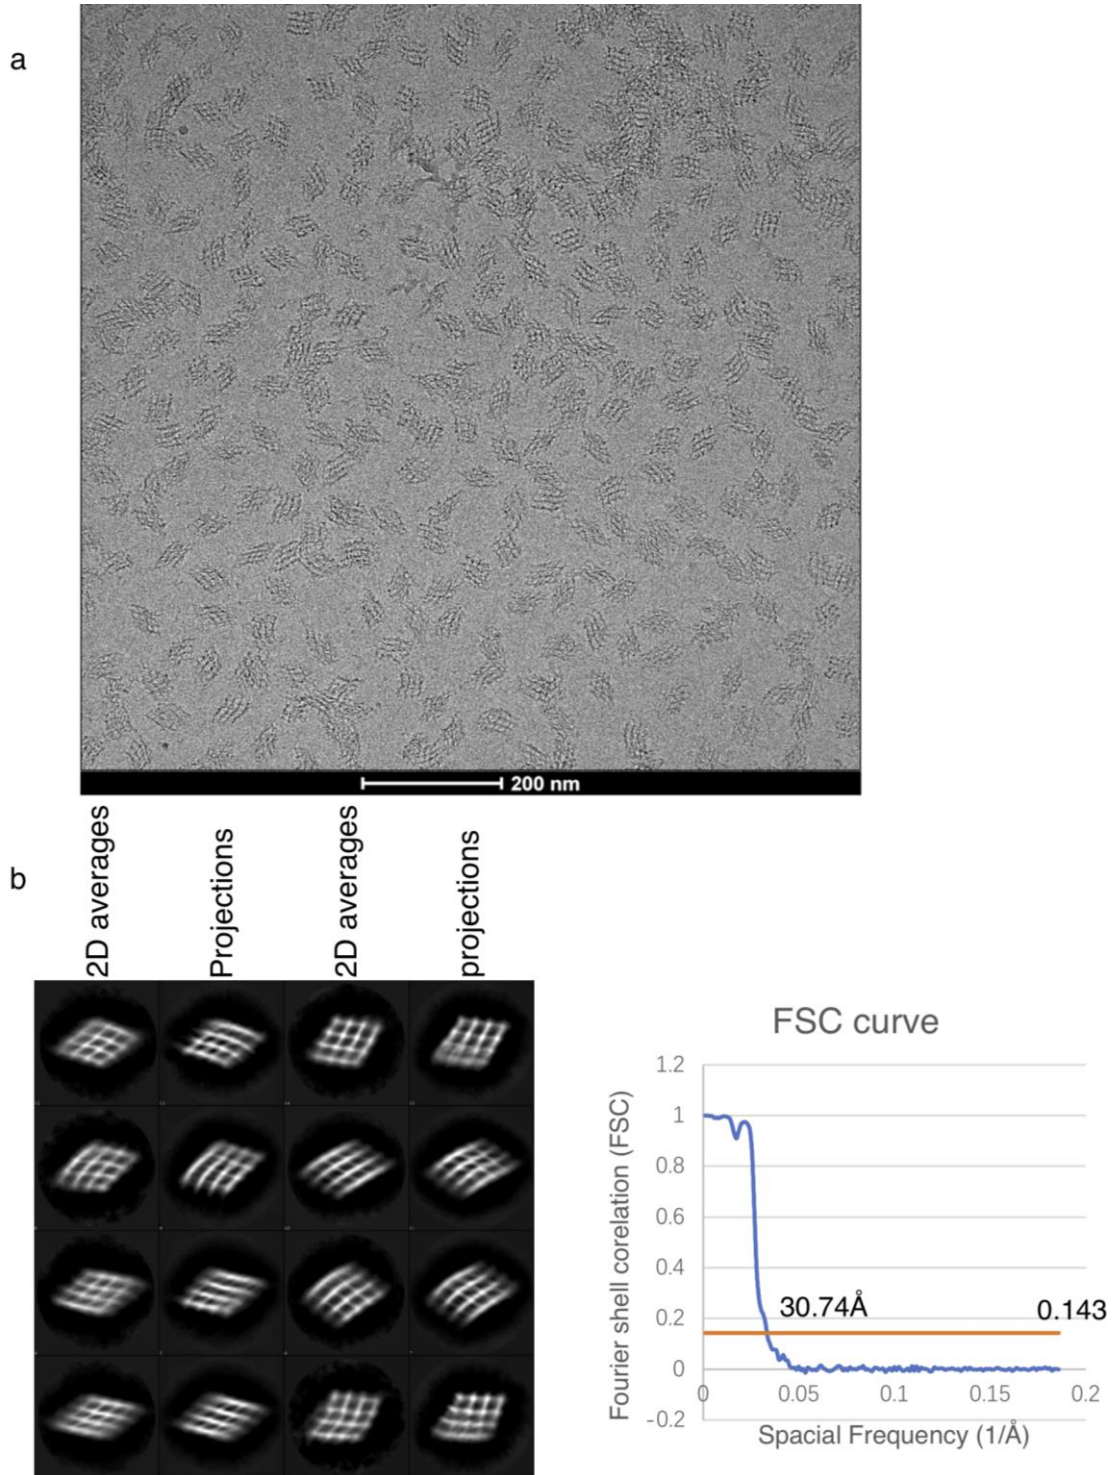 a
200 nm
b
2D averages
Projections
2D averages
projections
FSC curve
Fourier shell corelation (FSC)
1.2
1
0.8
0.6
0.4
0.2
0
-0.2
30.74Å
0.143
0
0.05
0.1
0.15
0.2
Spacial Frequency (1/Å)